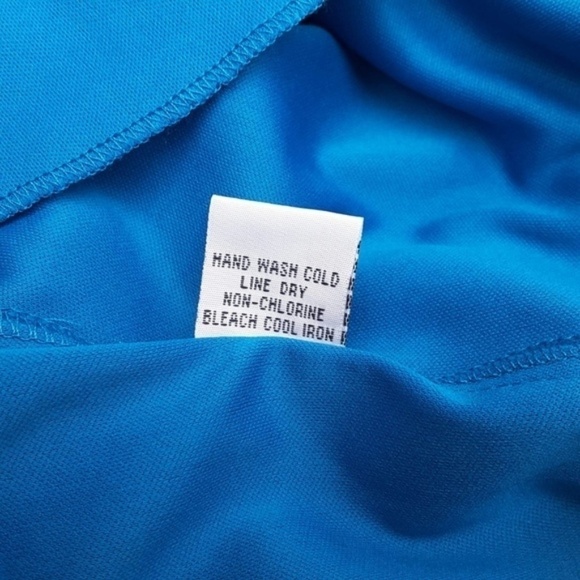 HAND WASH COLD
LINE DRY
NON-CHLORINE
BLEACH COOL IRON